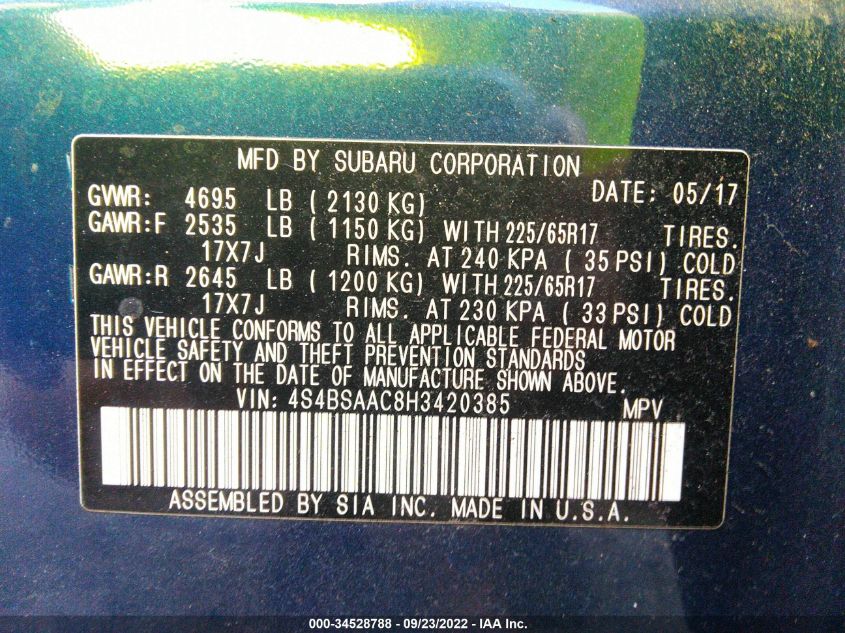 MFD BY SUBARU CORPORATION
DATE: 05/17
GVWR: 4695 LB ( 2130 KG)
GAWR:F 2535 LB ( 1150 KG) WITH 225/65R17 TIRES.
17X7J RIMS. AT 240 KPA ( 35 PSI) COLD
GAWR:R 2645 LB ( 1200 KG) WITH 225/65R17 TIRES.
17X7J RIMS. AT 230 KPA ( 33 PSI) COLD
THIS VEHICLE CONFORMS TO ALL APPLICABLE FEDERAL MOTOR
VEHICLE SAFETY AND THEFT PREVENTION STANDARDS
IN EFFECT ON THE DATE OF MANUFACTURE SHOWN ABOVE.
VIN: 4S4BSAAC8H3420385 MPV
ASSEMBLED BY SIA INC. MADE IN U.S.A.
000-34528788 - 09/23/2022 - IAA Inc.